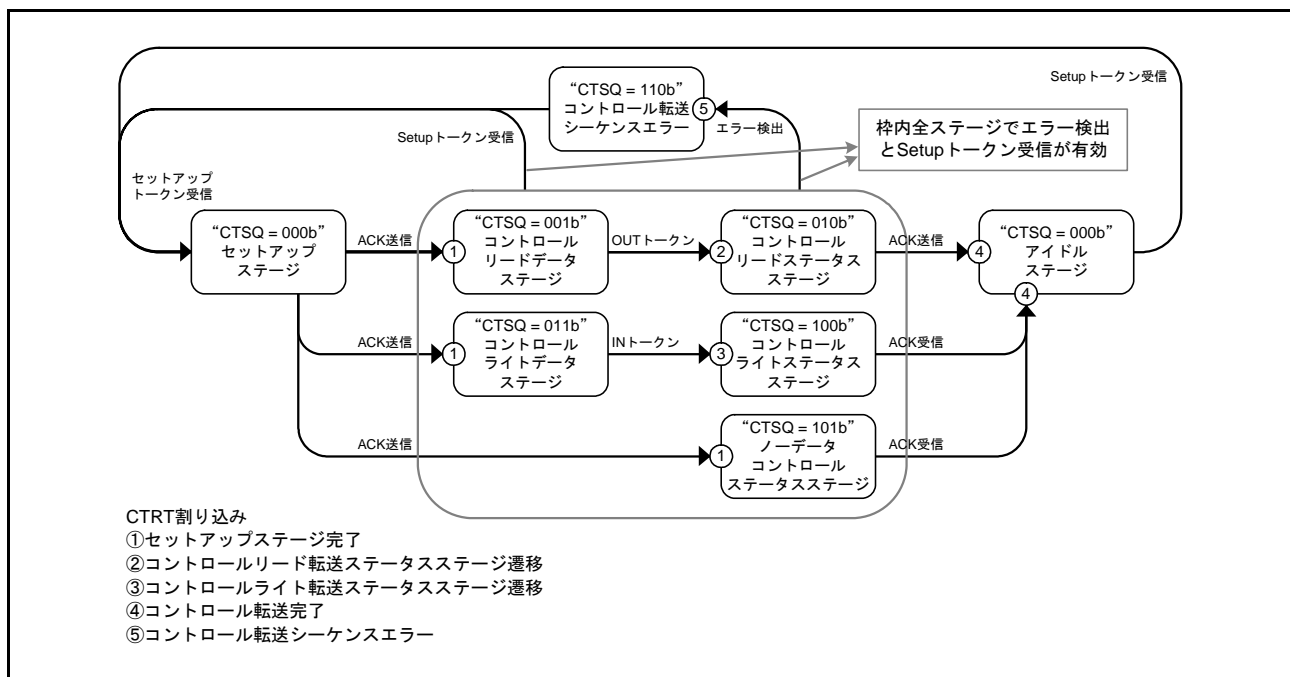 Setupトークン受信
“CTSQ = 110b”
コントロール転送
シーケンスエラー
⑤
エラー検出
Setupトークン受信
枠内全ステージでエラー検出
とSetupトークン受信が有効
セットアップ
トークン受信
“CTSQ = 000b”
セットアップ
ステージ
ACK送信
①
“CTSQ = 001b”
コントロール
リードデータ
ステージ
OUTトークン
②
“CTSQ = 010b”
コントロール
リードステータス
ステージ
ACK送信
④
“CTSQ = 000b”
アイドル
ステージ
④
ACK送信
①
“CTSQ = 011b”
コントロール
ライトデータ
ステージ
INトークン
③
“CTSQ = 100b”
コントロール
ライトステータス
ステージ
ACK受信
ACK送信
①
“CTSQ = 101b”
ノーデータ
コントロール
ステータスステージ
ACK受信
CTRT割り込み
①セットアップステージ完了
②コントロールリード転送ステータスステージ遷移
③コントロールライト転送ステータスステージ遷移
④コントロール転送完了
⑤コントロール転送シーケンスエラー